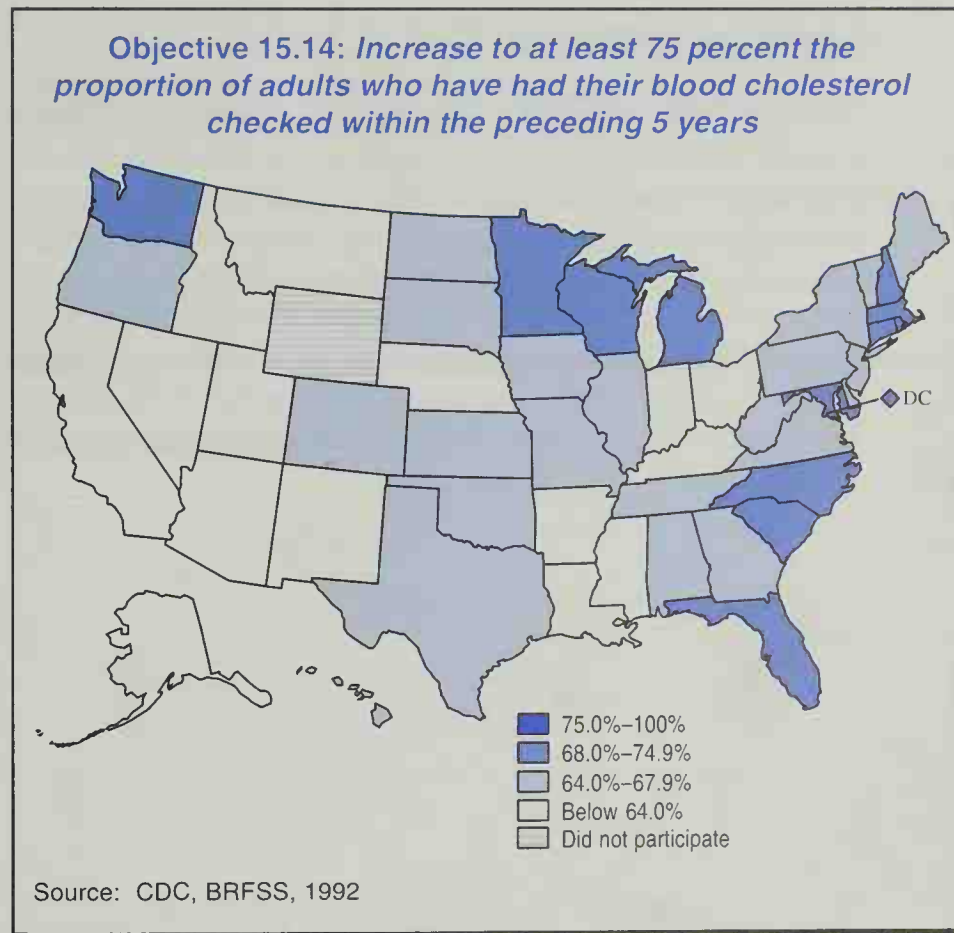 Objective 15.14: Increase to at least 75 percent the
proportion of adults who have had their blood cholesterol
checked within the preceding 5 years
DC
75.0%–100%
68.0%–74.9%
64.0%–67.9%
Below 64.0%
Did not participate
Source: CDC, BRFSS, 1992